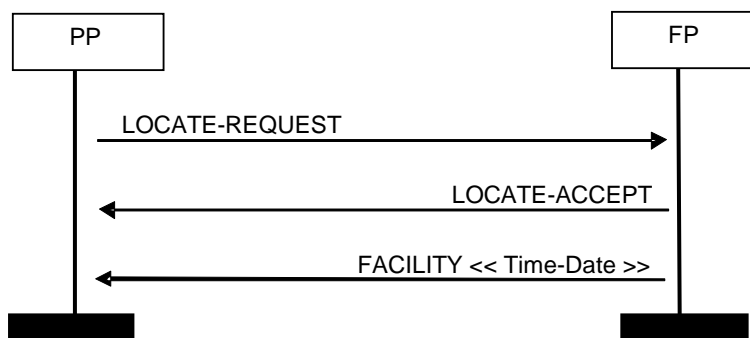 PP
FP
LOCATE-REQUEST
LOCATE-ACCEPT
FACILITY << Time-Date >>